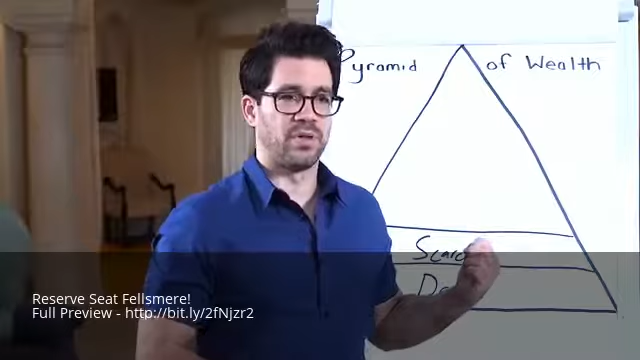 Pyramid of Wealth
Reserve Seat Fellsmere!
Full Preview - http://bit.ly/2fNjzr2